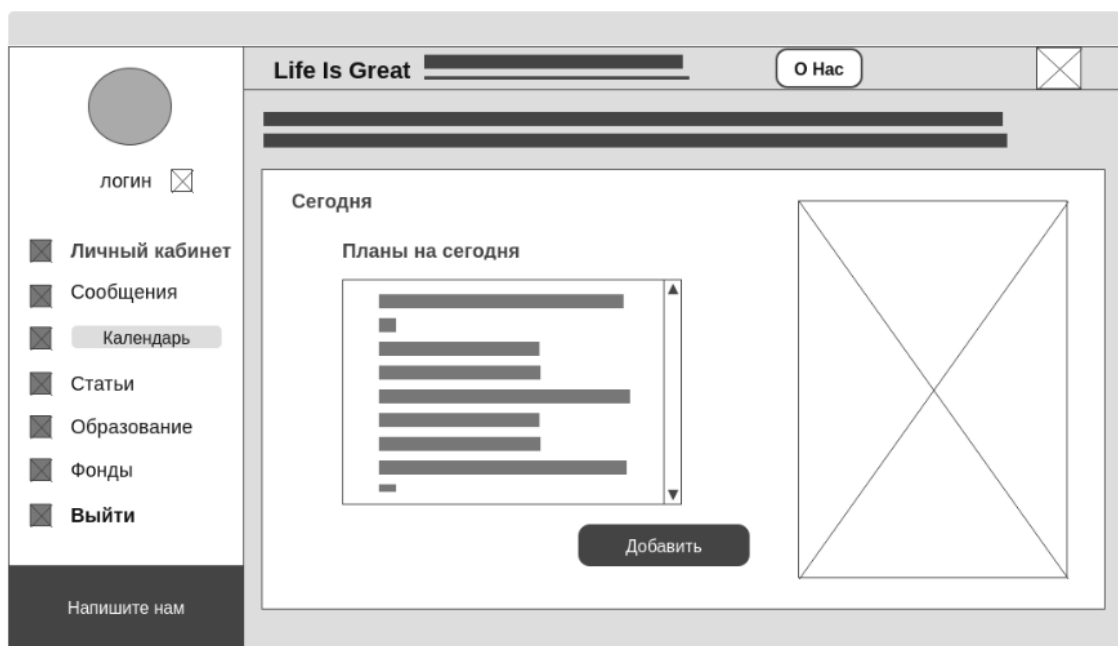 Life Is Great
О Нас
логин
Личный кабинет
Сообщения
Календарь
Статьи
Образование
Фонды
Выйти
Напишите нам
Сегодня
Планы на сегодня
Добавить